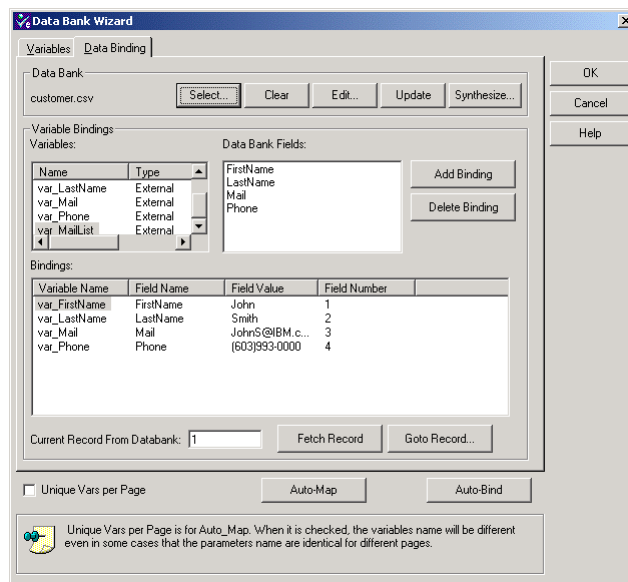 Data Bank Wizard
Variables Data Binding
Data Bank
customer.csv Select... Clear Edit... Update Synthesize...
OK
Cancel
Help
Variable Bindings
Variables: Data Bank Fields:
Name Type
var_LastName External
var_Mail External
var_Phone External
var_MailList External
FirstName
LastName
Mail
Phone
Add Binding
Delete Binding
Bindings:
Variable Name Field Name Field Value Field Number
var_FirstName FirstName John 1
var_LastName LastName Smith 2
var_Mail Mail JohnS@IBM.c... 3
var_Phone Phone (603)993-0000 4
Current Record From Databank: 1 Fetch Record Goto Record...
Unique Vars per Page Auto-Map Auto-Bind
Unique Vars per Page is for Auto_Map. When it is checked, the variables name will be different
even in some cases that the parameters name are identical for different pages.